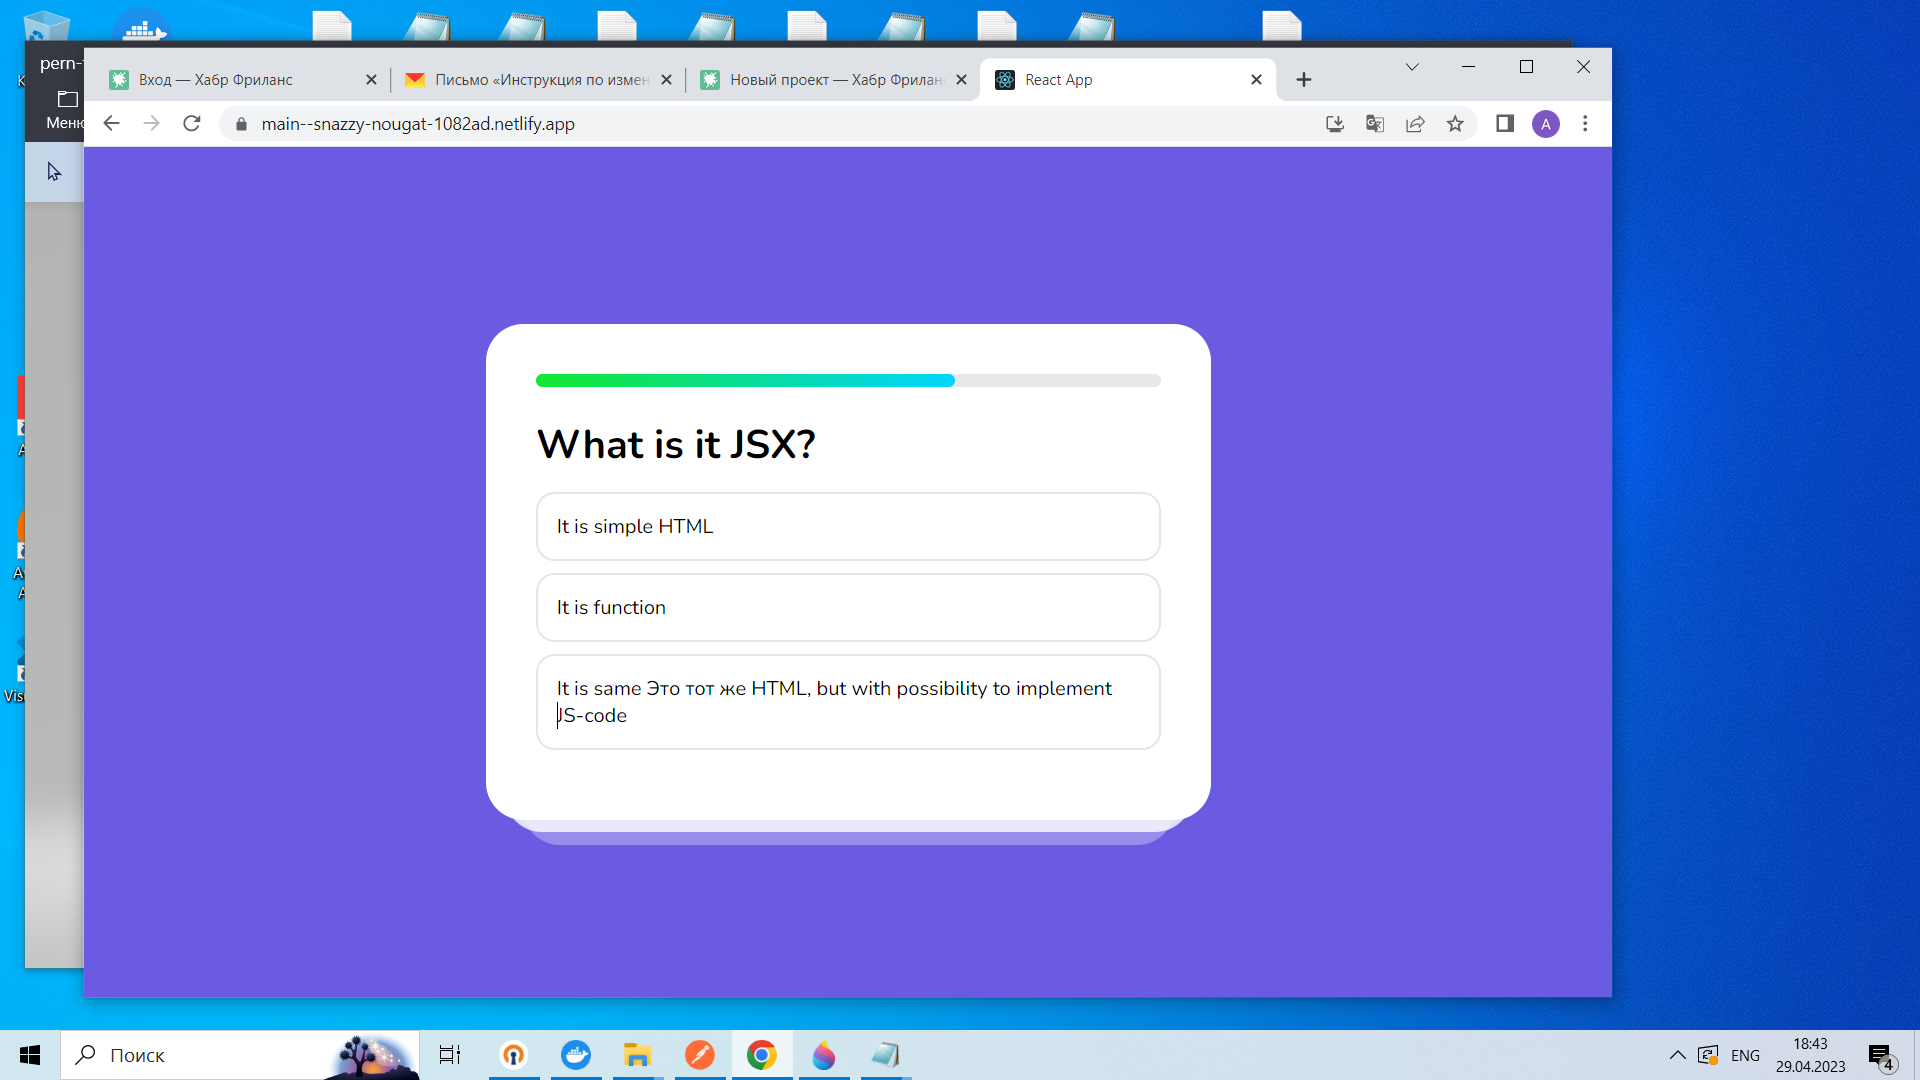 pern-
Меню
Вход — Хабр Фриланс
Письмо «Инструкция по измен
Новый проект — Хабр Фриланс
React App
main--snazzy-nougat-1082ad.netlify.app
A
What is it JSX?
It is simple HTML
It is function
It is same Это тот же HTML, but with possibility to implement
JS-code
Vis
Поиск
ENG
18:43
29.04.2023
4